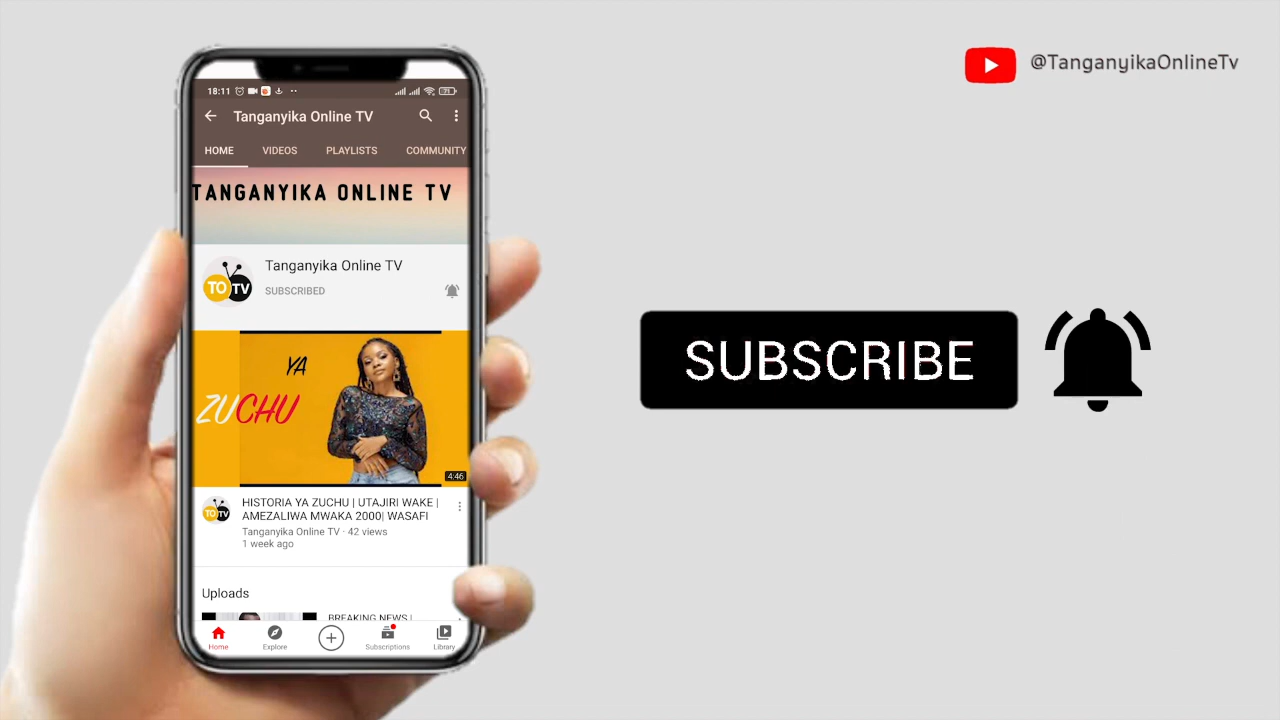 @TanganyikaOnlineTv
18:11
Tanganyika Online TV
HOME VIDEOS PLAYLISTS COMMUNITY
TANGANYIKA ONLINE TV
TO TV
Tanganyika Online TV
SUBSCRIBED
YA
ZUCHU
4:46
TO TV
HISTORIA YA ZUCHU | UTAJIRI WAKE |
AMEZALIWA MWAKA 2000| WASAFI
Tanganyika Online TV · 42 views
1 week ago
Uploads
BREAKING NEWS |
Home Explore Subscriptions Library
SUBSCRIBE